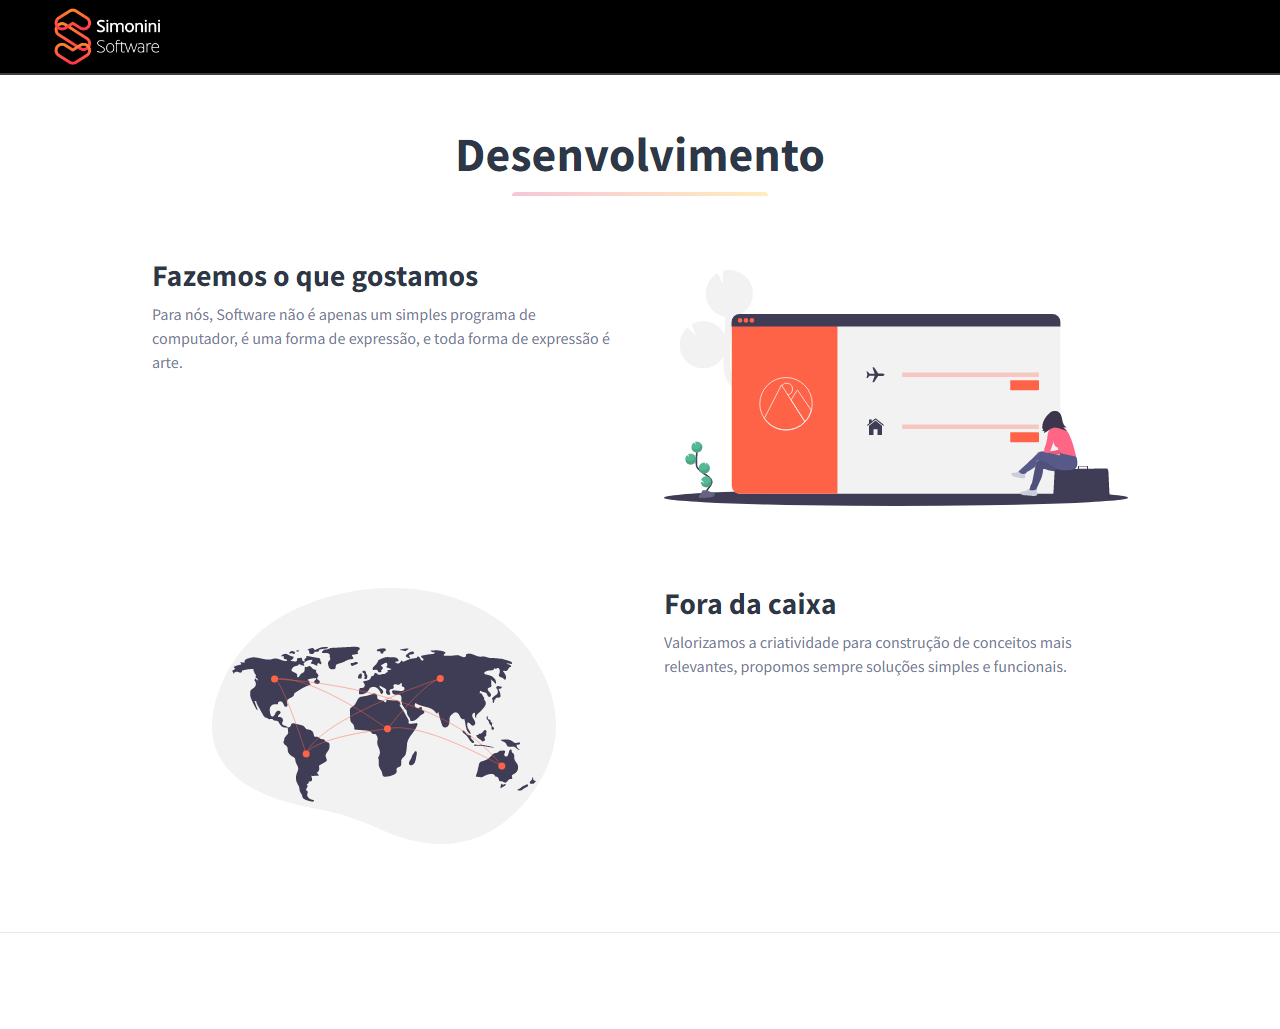 Simonini
Software
Desenvolvimento
Fazemos o que gostamos
Para nós, Software não é apenas um simples programa de
computador, é uma forma de expressão, e toda forma de expressão é
arte.
Fora da caixa
Valorizamos a criatividade para construção de conceitos mais
relevantes, propomos sempre soluções simples e funcionais.